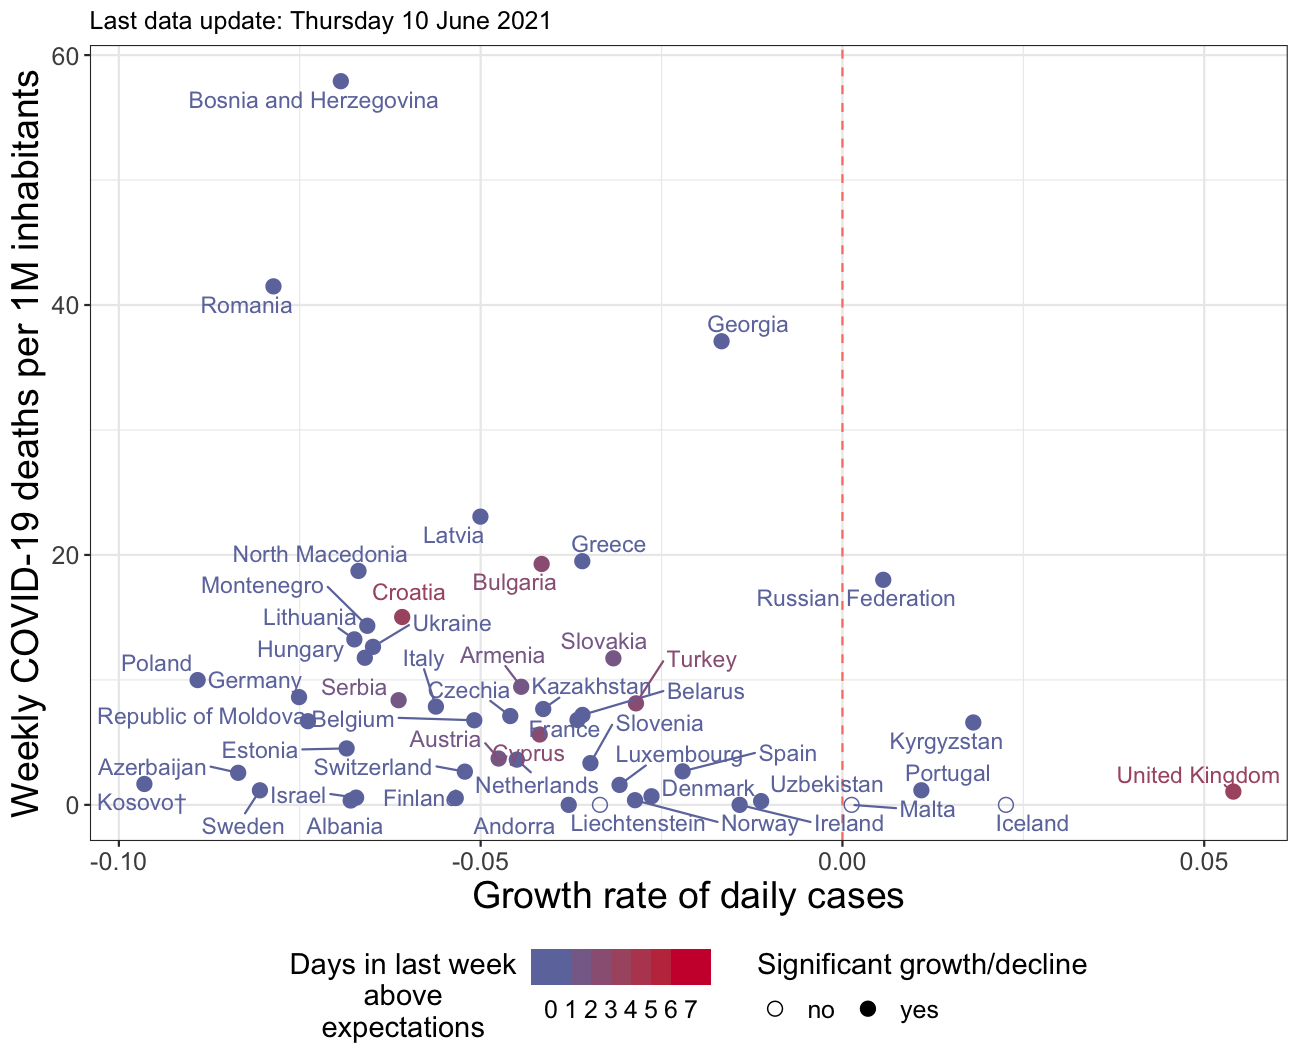 Last data update: Thursday 10 June 2021
Weekly COVID-19 deaths per 1M inhabitants
60
Bosnia and Herzegovina
40
Romania
Georgia
20
Latvia
Greece
North Macedonia
Bulgaria
Montenegro
Croatia
Russian Federation
Lithuania
Ukraine
Hungary
Slovakia
Italy
Armenia
Turkey
Poland
Germany
Serbia
Czechia
Kazakhstan
Belarus
Republic of Moldova
Belgium
France
Slovenia
Austria
Cyprus
Kyrgyzstan
Estonia
Luxembourg
Spain
Azerbaijan
Switzerland
Portugal
United Kingdom
Netherlands
Denmark
Uzbekistan
Kosovo†
Israel
Finland
Malta
0
Sweden
Albania
Andorra
Liechtenstein
Norway
Ireland
Iceland
-0.10
-0.05
0.00
0.05
Growth rate of daily cases
Days in last week
above
expectations
0 1 2 3 4 5 6 7
Significant growth/decline
no
yes